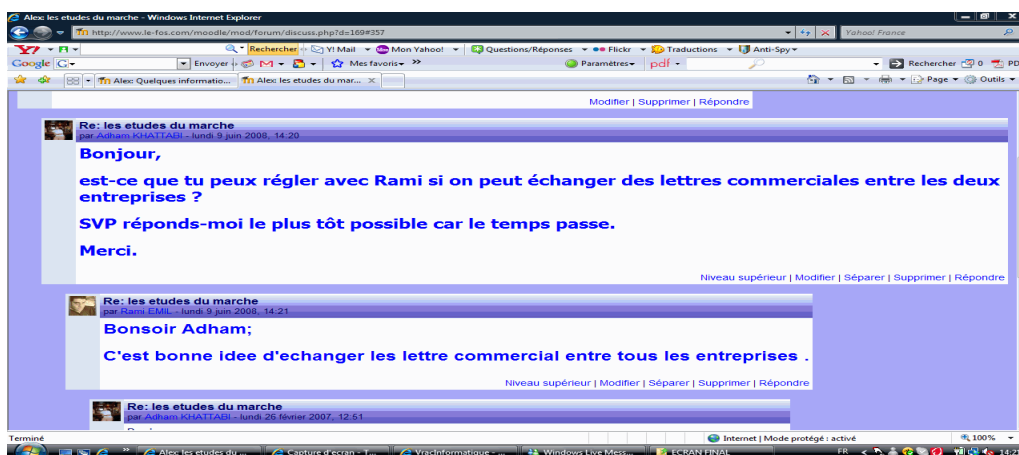 Alex: les etudes du marche - Windows Internet Explorer
http://www.le-fos.com/moodle/mod/forum/discuss.php?d=169#357
Yahoo! France
Rechercher Y! Mail Mon Yahoo! Questions/Réponses Flickr Traductions Anti-Spy
Google G Envoyer Mes favoris » Paramètres pdf Rechercher 0 PD
Alex: Quelques informatio... Alex: les etudes du mar... Page Outils
Modifier | Supprimer | Répondre
Re: les etudes du marche
par Adham KHATTABI - lundi 9 juin 2008, 14:20
Bonjour,
est-ce que tu peux régler avec Rami si on peut échanger des lettres commerciales entre les deux
entreprises ?
SVP réponds-moi le plus tôt possible car le temps passe.
Merci.
Niveau supérieur | Modifier | Séparer | Supprimer | Répondre
Re: les etudes du marche
par Rami EMIL - lundi 9 juin 2008, 14:21
Bonsoir Adham;
C'est bonne idee d'echanger les lettre commercial entre tous les entreprises .
Niveau supérieur | Modifier | Séparer | Supprimer | Répondre
Re: les etudes du marche
par Adham KHATTABI - lundi 26 février 2007, 12:51
Terminé Internet | Mode protégé : activé 100%
Alex: les etudes du ... Capture d'ecran - T... VracInformatique - ... Windows Live Mess... ECRAN FINAL FR 14:21